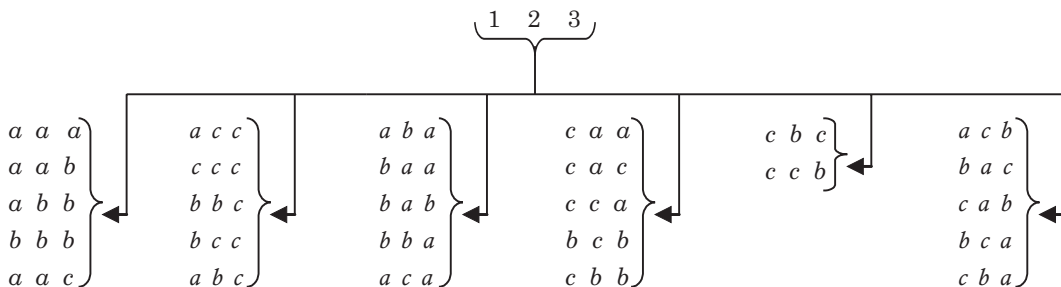 1 2 3
a a a
a a b
a b b
b b b
a a c
a c c
c c c
b b c
b c c
a b c
a b a
b a a
b a b
b b a
a c a
c a a
c a c
c c a
b c b
c b b
c b c
c c b
a c b
b a c
c a b
b c a
c b a